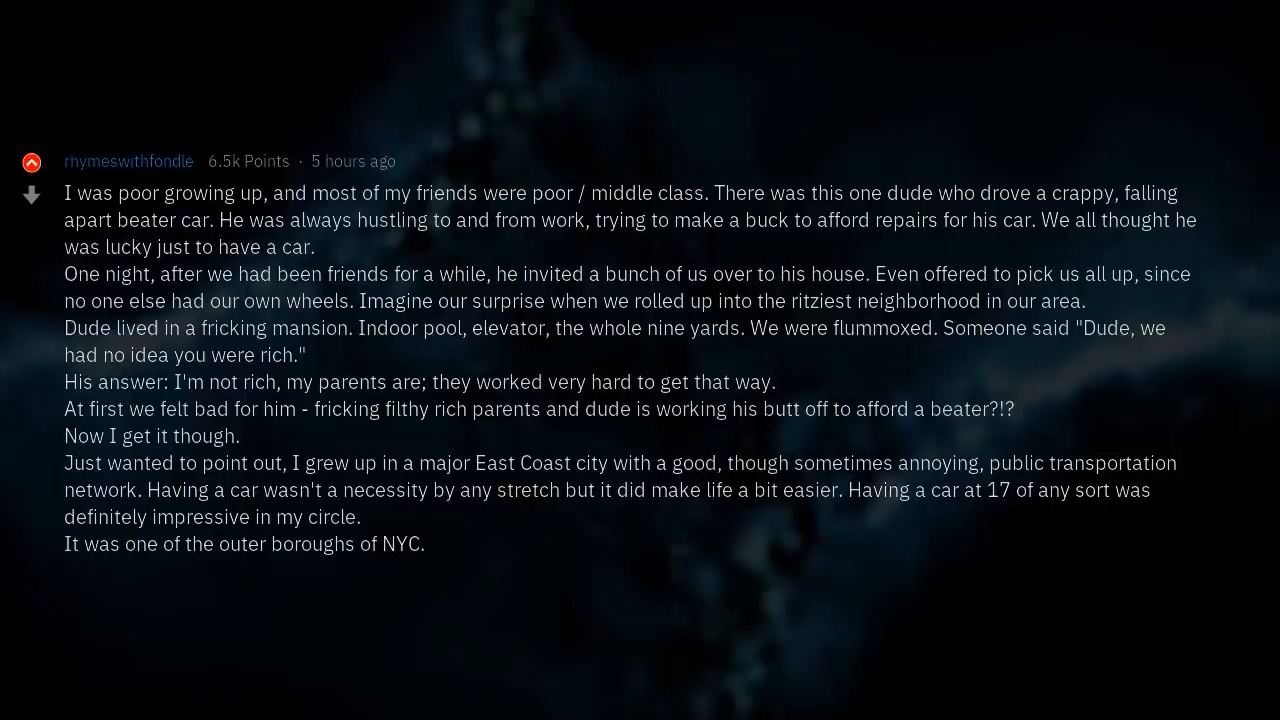 rhymeswithfondle 6.5k Points · 5 hours ago
I was poor growing up, and most of my friends were poor / middle class. There was this one dude who drove a crappy, falling
apart beater car. He was always hustling to and from work, trying to make a buck to afford repairs for his car. We all thought he
was lucky just to have a car.
One night, after we had been friends for a while, he invited a bunch of us over to his house. Even offered to pick us all up, since
no one else had our own wheels. Imagine our surprise when we rolled up into the ritziest neighborhood in our area.
Dude lived in a fricking mansion. Indoor pool, elevator, the whole nine yards. We were flummoxed. Someone said "Dude, we
had no idea you were rich."
His answer: I'm not rich, my parents are; they worked very hard to get that way.
At first we felt bad for him - fricking filthy rich parents and dude is working his butt off to afford a beater?!?
Now I get it though.
Just wanted to point out, I grew up in a major East Coast city with a good, though sometimes annoying, public transportation
network. Having a car wasn't a necessity by any stretch but it did make life a bit easier. Having a car at 17 of any sort was
definitely impressive in my circle.
It was one of the outer boroughs of NYC.